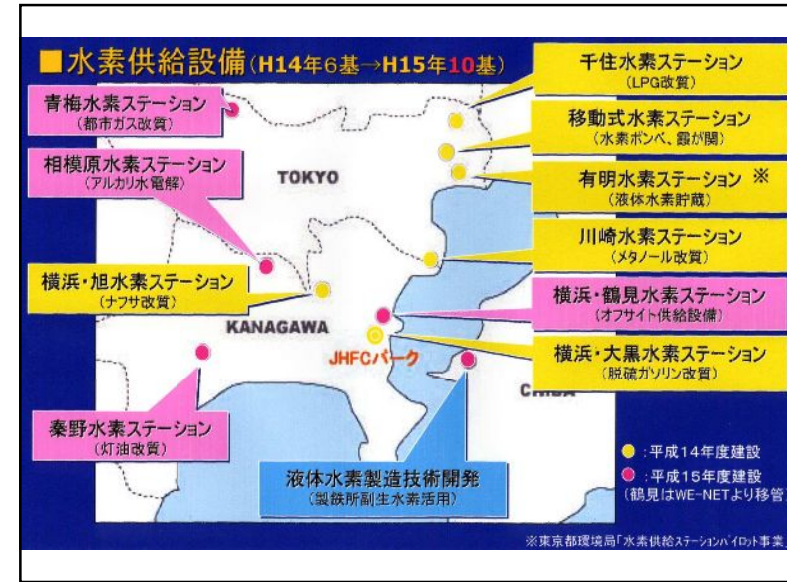 ■水素供給設備(H14年6基→H15年10基)
青梅水素ステーション
(都市ガス改質)
相模原水素ステーション
(アルカリ水電解)
横浜・旭水素ステーション
(ナフサ改質)
秦野水素ステーション
(灯油改質)
TOKYO
KANAGAWA
JHFCパーク
CHIBA
千住水素ステーション
(LPG改質)
移動式水素ステーション
(水素ボンベ、霞が関)
有明水素ステーション ※
(液体水素貯蔵)
川崎水素ステーション
(メタノール改質)
横浜・鶴見水素ステーション
(オフサイト供給設備)
横浜・大黒水素ステーション
(脱硫ガソリン改質)
液体水素製造技術開発
(製鉄所副生水素活用)
:平成14年度建設
:平成15年度建設
(鶴見はWE-NETより移管)
※東京都環境局「水素供給ステーションパイロット事業」